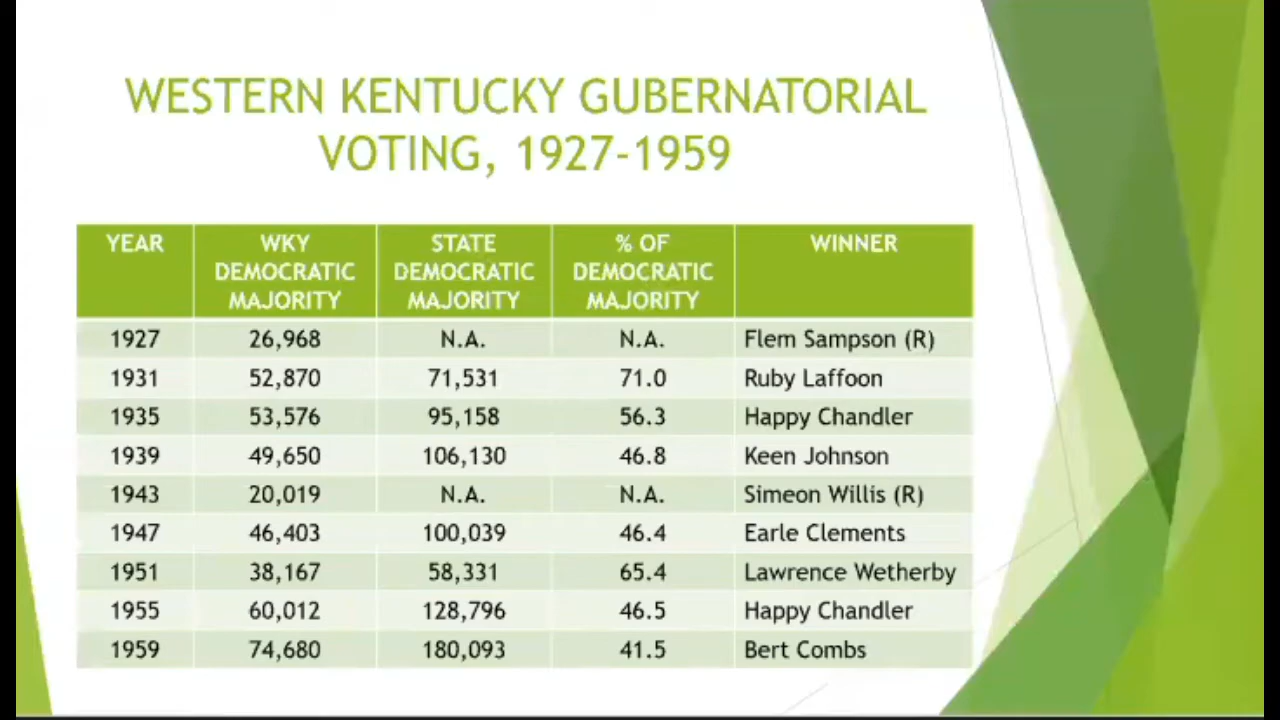 WESTERN KENTUCKY GUBERNATORIAL
VOTING, 1927-1959
YEAR WKY DEMOCRATIC MAJORITY STATE DEMOCRATIC MAJORITY % OF DEMOCRATIC MAJORITY WINNER
1927 26,968 N.A. N.A. Flem Sampson (R)
1931 52,870 71,531 71.0 Ruby Laffoon
1935 53,576 95,158 56.3 Happy Chandler
1939 49,650 106,130 46.8 Keen Johnson
1943 20,019 N.A. N.A. Simeon Willis (R)
1947 46,403 100,039 46.4 Earle Clements
1951 38,167 58,331 65.4 Lawrence Wetherby
1955 60,012 128,796 46.5 Happy Chandler
1959 74,680 180,093 41.5 Bert Combs